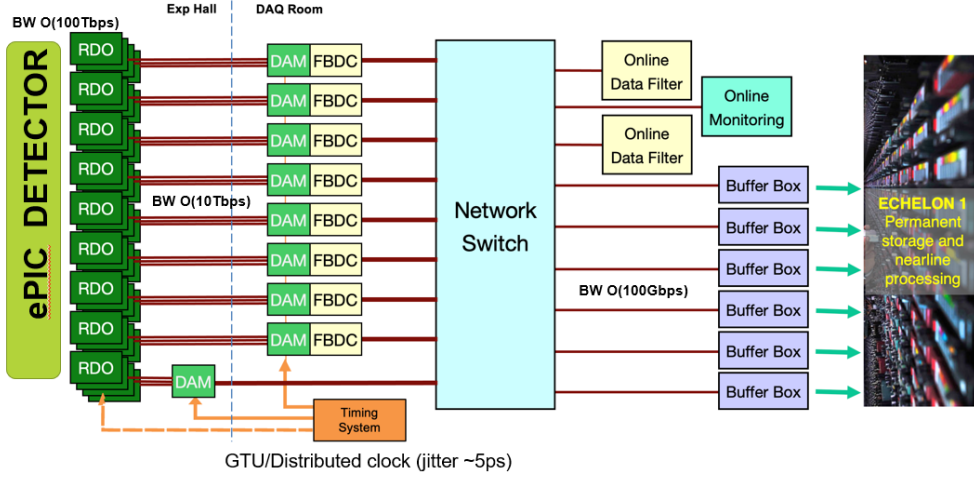 Exp Hall
DAQ Room
BW O(100Tbps)
ePIC DETECTOR
RDO
RDO
RDO
RDO
RDO
RDO
RDO
RDO
RDO
BW O(10Tbps)
DAM
FBDC
DAM
FBDC
DAM
FBDC
DAM
FBDC
DAM
FBDC
DAM
FBDC
DAM
FBDC
DAM
FBDC
DAM
Timing
System
GTU/Distributed clock (jitter ~5ps)
Network
Switch
Online
Data Filter
Online
Monitoring
Online
Data Filter
BW O(100Gbps)
Buffer Box
Buffer Box
Buffer Box
Buffer Box
Buffer Box
Buffer Box
ECHELON 1
Permanent
storage and
nearline
processing